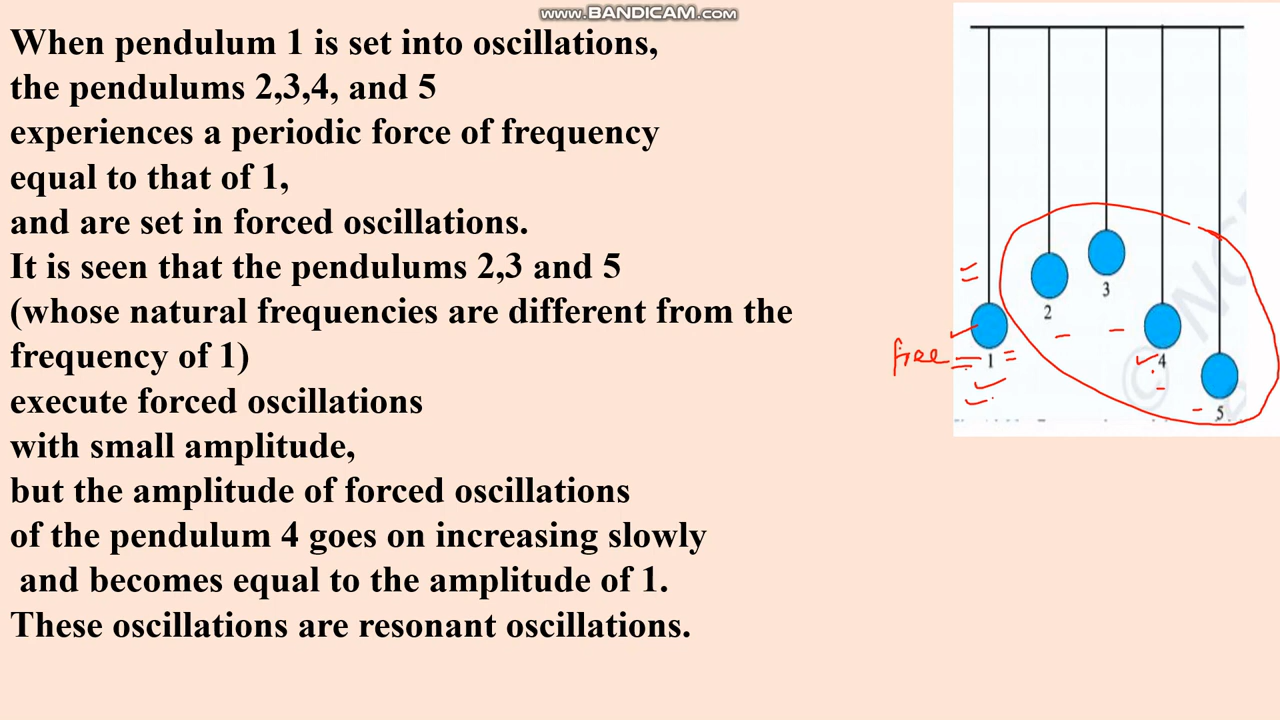 www.BANDICAM.com
When pendulum 1 is set into oscillations,
the pendulums 2,3,4, and 5
experiences a periodic force of frequency
equal to that of 1,
and are set in forced oscillations.
It is seen that the pendulums 2,3 and 5
(whose natural frequencies are different from the
frequency of 1)
execute forced oscillations
with small amplitude,
but the amplitude of forced oscillations
of the pendulum 4 goes on increasing slowly
and becomes equal to the amplitude of 1.
These oscillations are resonant oscillations.
3
2
free 1
4
5